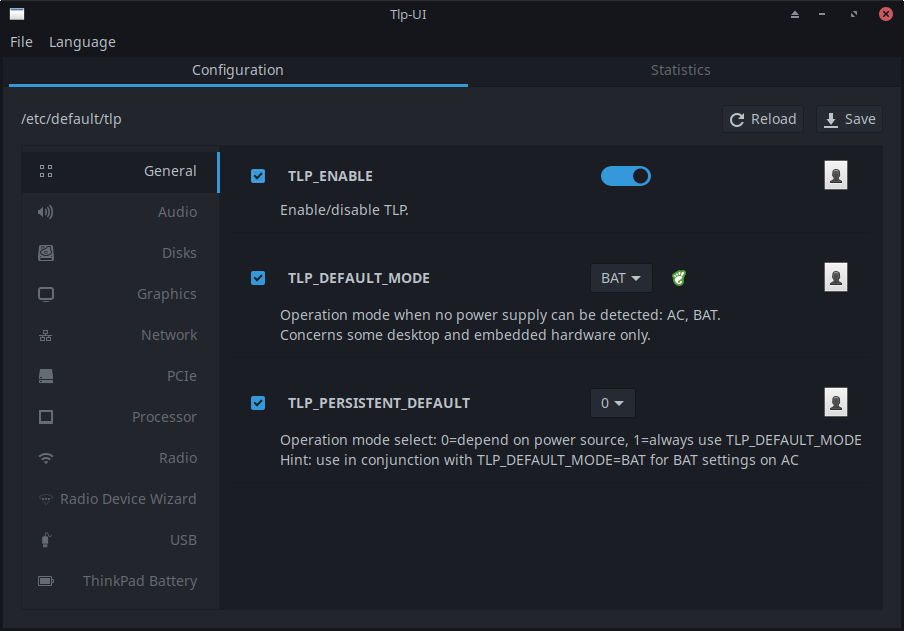 Tlp-UI
File Language
Configuration Statistics
/etc/default/tlp Reload Save
General
Audio
Disks
Graphics
Network
PCIe
Processor
Radio
Radio Device Wizard
USB
ThinkPad Battery
TLP_ENABLE
Enable/disable TLP.
TLP_DEFAULT_MODE BAT
Operation mode when no power supply can be detected: AC, BAT.
Concerns some desktop and embedded hardware only.
TLP_PERSISTENT_DEFAULT 0
Operation mode select: 0=depend on power source, 1=always use TLP_DEFAULT_MODE
Hint: use in conjunction with TLP_DEFAULT_MODE=BAT for BAT settings on AC